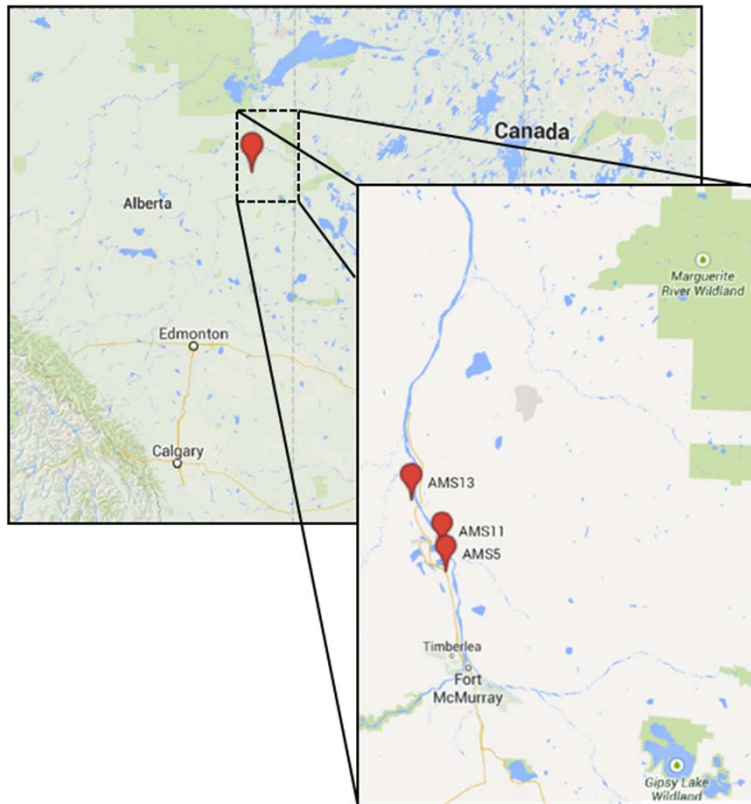 Canada
Alberta
Edmonton
Calgary
Marguerite
River Wildland
AMS13
AMS11
AMS5
Timberlea
Fort
McMurray
Gipsy Lake
Wildland